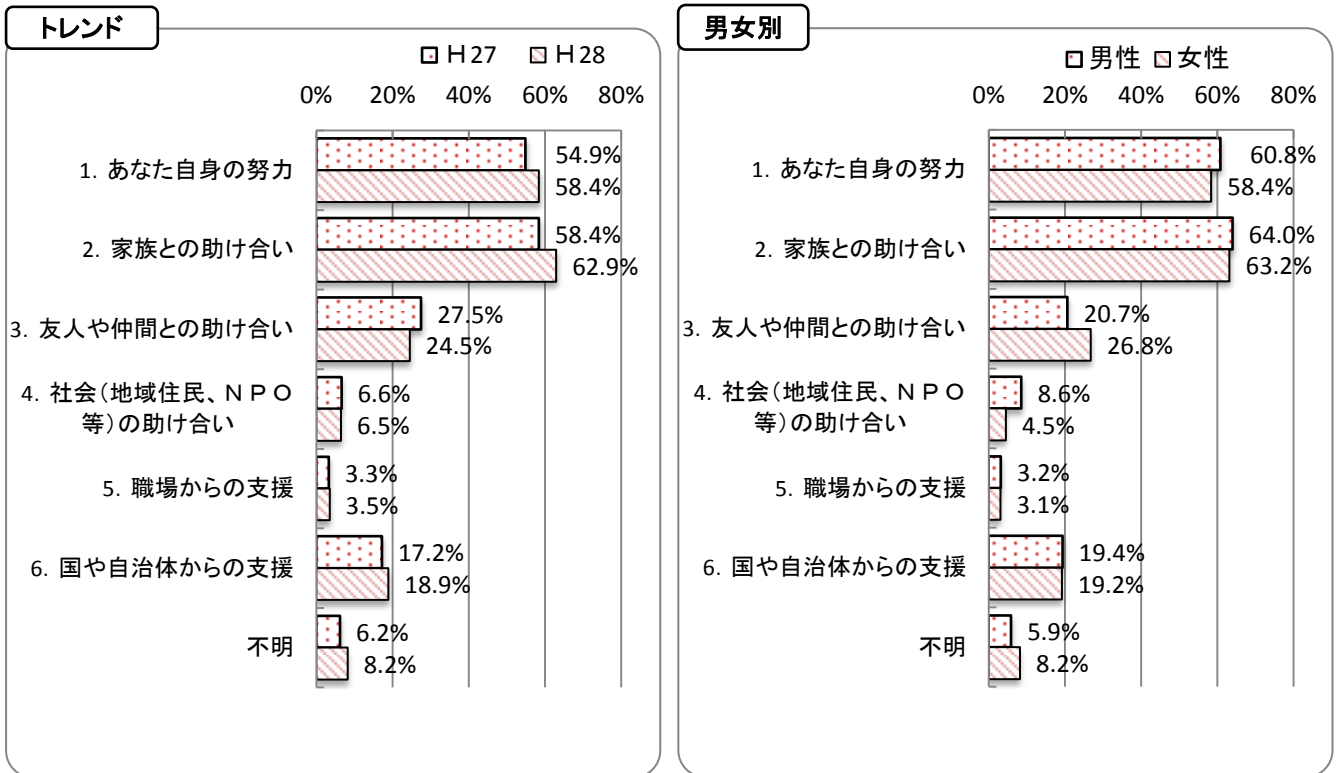 トレンド
H27 H28
0% 20% 40% 60% 80%
1. あなた自身の努力
54.9%
58.4%
2. 家族との助け合い
58.4%
62.9%
3. 友人や仲間との助け合い
27.5%
24.5%
4. 社会(地域住民、NPO
等)の助け合い
6.6%
6.5%
5. 職場からの支援
3.3%
3.5%
6. 国や自治体からの支援
17.2%
18.9%
不明
6.2%
8.2%
男女別
男性 女性
0% 20% 40% 60% 80%
1. あなた自身の努力
60.8%
58.4%
2. 家族との助け合い
64.0%
63.2%
3. 友人や仲間との助け合い
20.7%
26.8%
4. 社会(地域住民、NPO
等)の助け合い
8.6%
4.5%
5. 職場からの支援
3.2%
3.1%
6. 国や自治体からの支援
19.4%
19.2%
不明
5.9%
8.2%